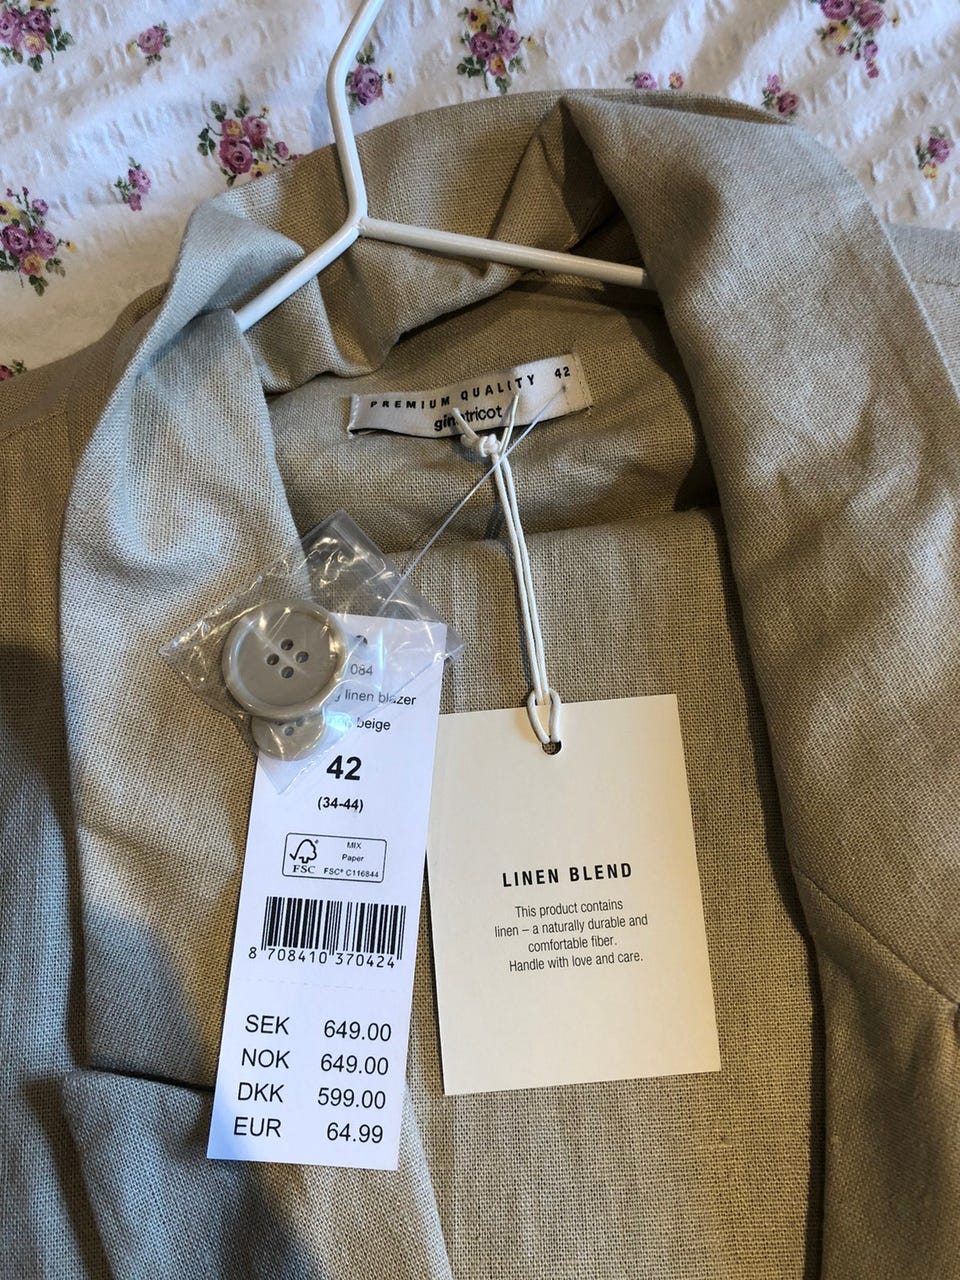 PREMIUM QUALITY 42
ginatricot
084
linen blazer
beige
42
(34-44)
MIX
Paper
FSC® C116844
FSC
8 708410 370424
SEK 649.00
NOK 649.00
DKK 599.00
EUR 64.99
LINEN BLEND
This product contains
linen – a naturally durable and
comfortable fiber.
Handle with love and care.